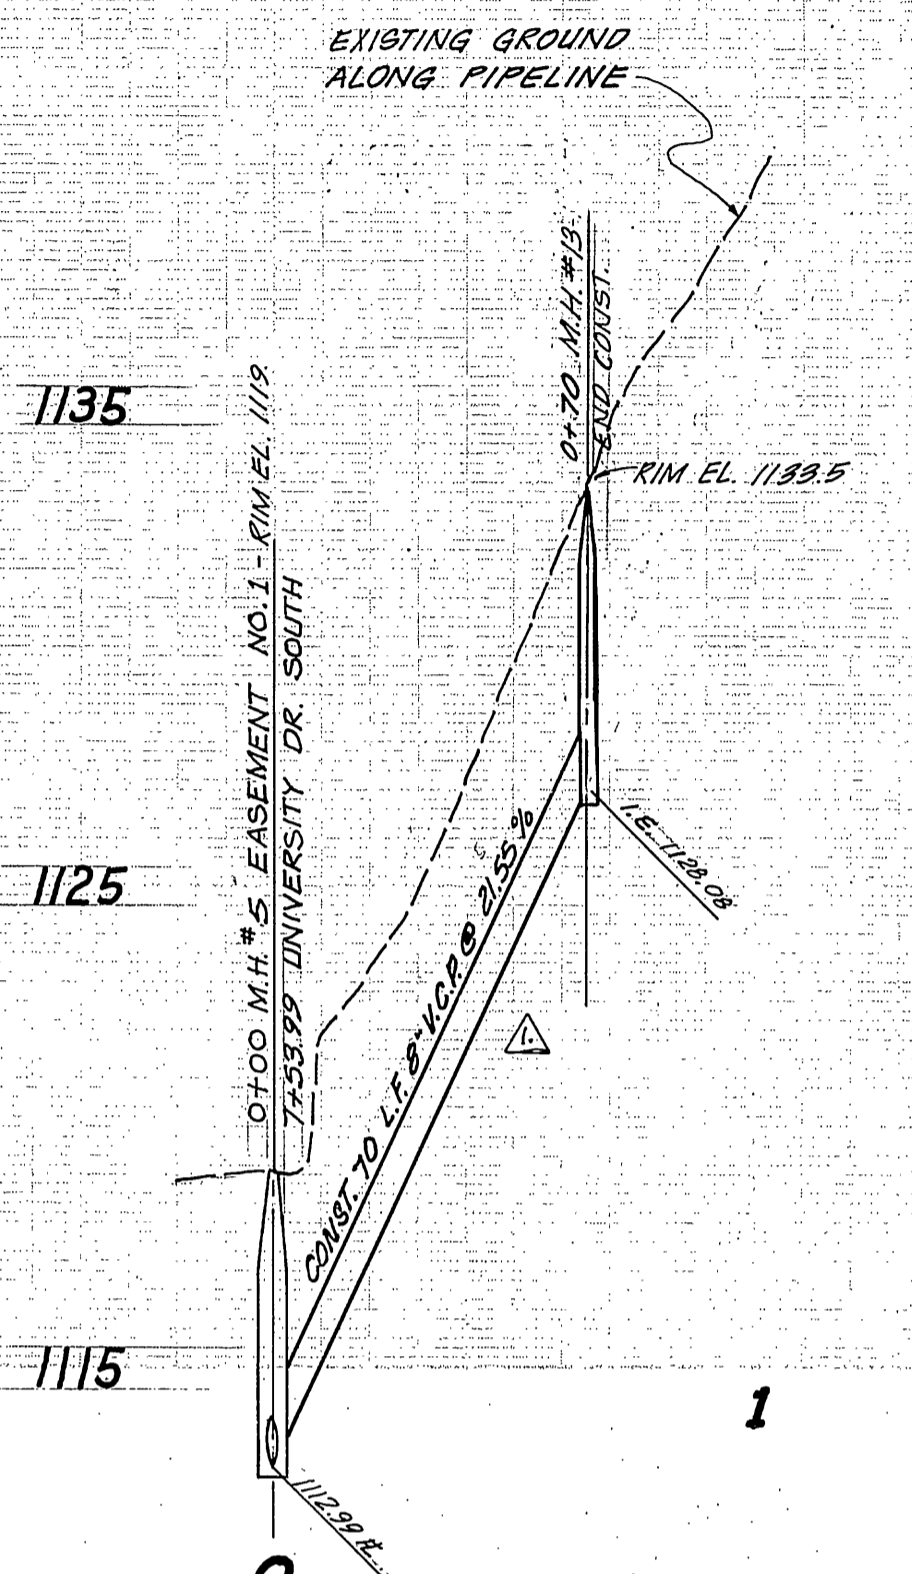 EXISTING GROUND
ALONG PIPELINE
1135
0+00 M.H. #5 EASEMENT NO. 1 - RIM EL. 1119
7+53.99 UNIVERSITY DR. SOUTH
0+70 M.H. #13
END CONST.
RIM EL. 1133.5
1125
CONST. 70 L.F. 8" V.C.P. @ 21.55 %
I.E. 1128.08
1.
1115
1
1112.99